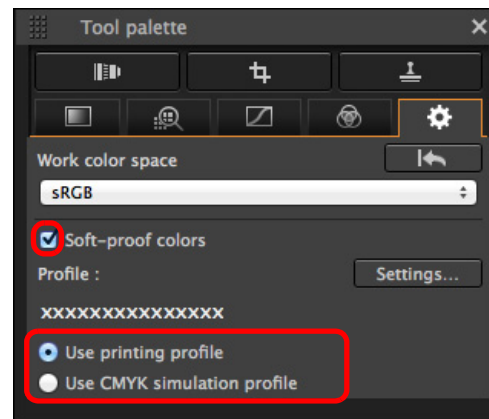 Tool palette
Work color space
sRGB
Soft-proof colors
Profile :
Settings...
xxxxxxxxxxxxxxx
Use printing profile
Use CMYK simulation profile